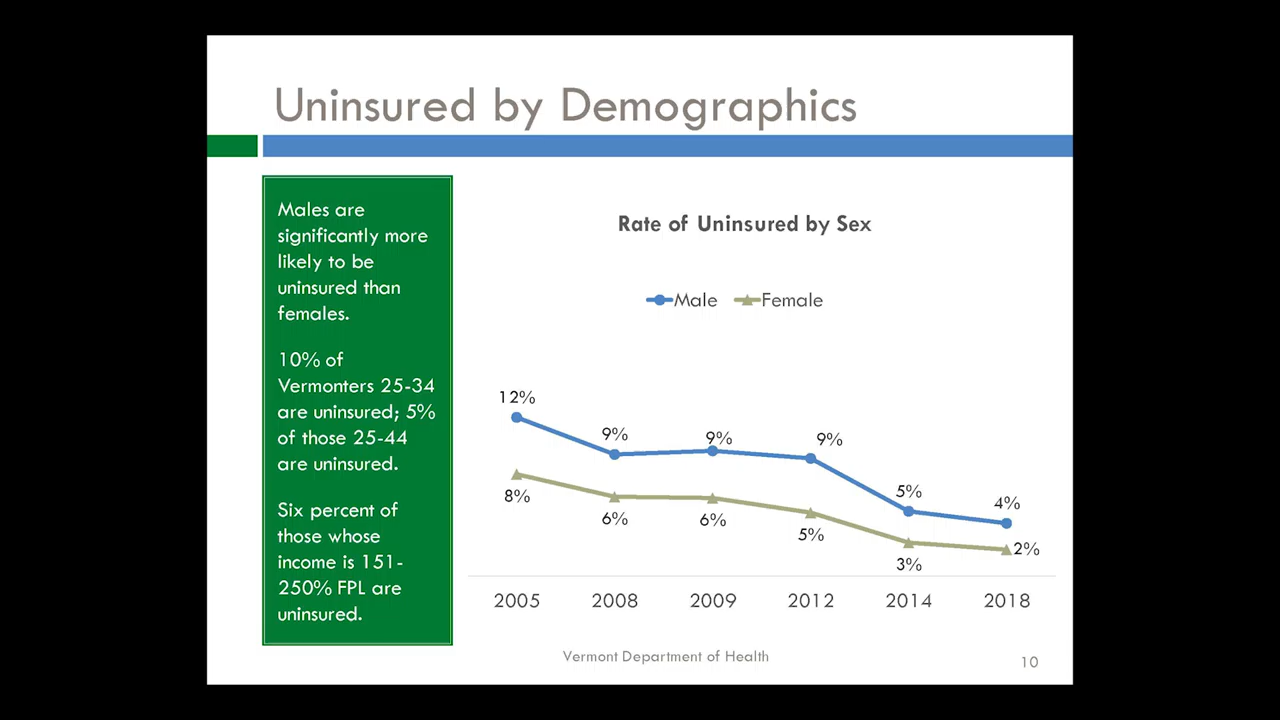 Uninsured by Demographics
Males are
significantly more
likely to be
uninsured than
females.
10% of
Vermonters 25-34
are uninsured; 5%
of those 25-44
are uninsured.
Six percent of
those whose
income is 151-
250% FPL are
uninsured.
Rate of Uninsured by Sex
Male Female
12%
9%
9%
9%
5%
4%
8%
6%
6%
5%
3%
2%
2005 2008 2009 2012 2014 2018
Vermont Department of Health
10